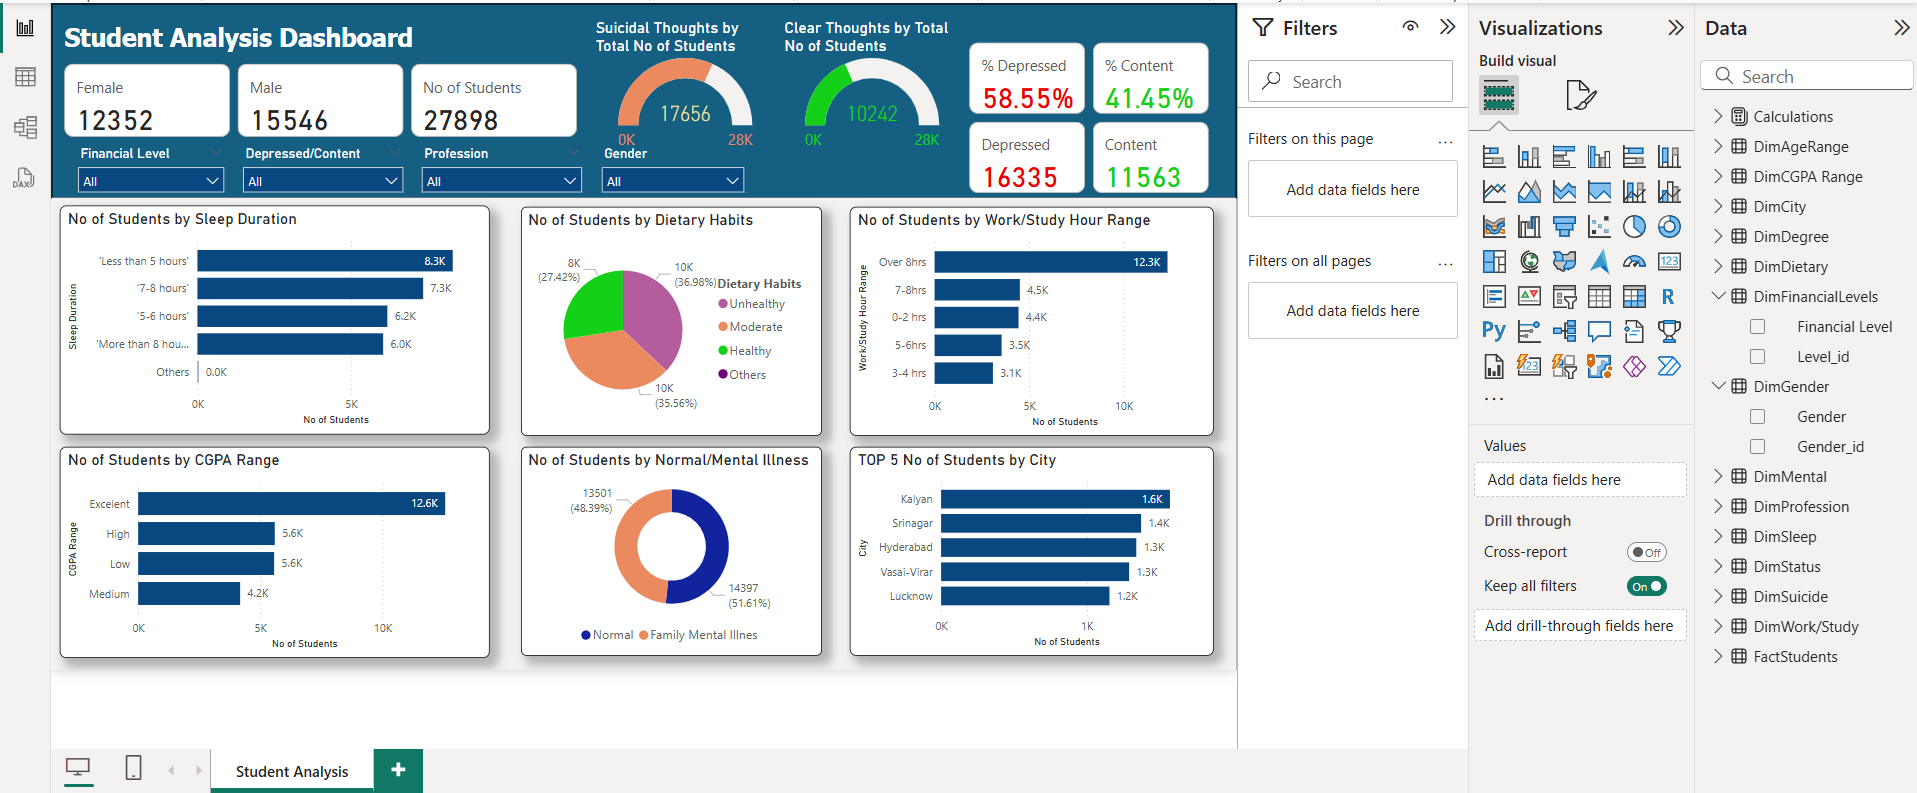 Student Analysis Dashboard
Female
12352
Male
15546
No of Students
27898
Suicidal Thoughts by
Total No of Students
17656
0K
28K
Clear Thoughts by Total
No of Students
10242
0K
28K
% Depressed
58.55%
% Content
41.45%
Depressed
16335
Content
11563
Financial Level
All
Depressed/Content
All
Profession
All
Gender
All
No of Students by Sleep Duration
Sleep Duration
'Less than 5 hours'
8.3K
'7-8 hours'
7.3K
'5-6 hours'
6.2K
'More than 8 hou...
6.0K
Others
0.0K
0K
5K
No of Students
No of Students by Dietary Habits
8K
(27.42%)
10K
(36.98%)
10K
(35.56%)
Dietary Habits
Unhealthy
Moderate
Healthy
Others
No of Students by Work/Study Hour Range
Work/Study Hour Range
Over 8hrs
12.3K
7-8hrs
4.5K
0-2 hrs
4.4K
5-6hrs
3.5K
3-4 hrs
3.1K
0K
5K
10K
No of Students
No of Students by CGPA Range
CGPA Range
Excelent
12.6K
High
5.6K
Low
5.6K
Medium
4.2K
0K
5K
10K
No of Students
No of Students by Normal/Mental Illness
13501
(48.39%)
14397
(51.61%)
Normal
Family Mental Illnes
TOP 5 No of Students by City
City
Kalyan
1.6K
Srinagar
1.4K
Hyderabad
1.3K
Vasai-Virar
1.3K
Lucknow
1.2K
0K
1K
No of Students
DAX
Student Analysis
+
Filters
Search
Filters on this page
...
Add data fields here
Filters on all pages
...
Add data fields here
Visualizations
Build visual
123
R
Py
123
...
Values
Add data fields here
Drill through
Cross-report
Off
Keep all filters
On
Add drill-through fields here
Data
Search
Calculations
DimAgeRange
DimCGPA Range
DimCity
DimDegree
DimDietary
DimFinancialLevels
Financial Level
Level_id
DimGender
Gender
Gender_id
DimMental
DimProfession
DimSleep
DimStatus
DimSuicide
DimWork/Study
FactStudents